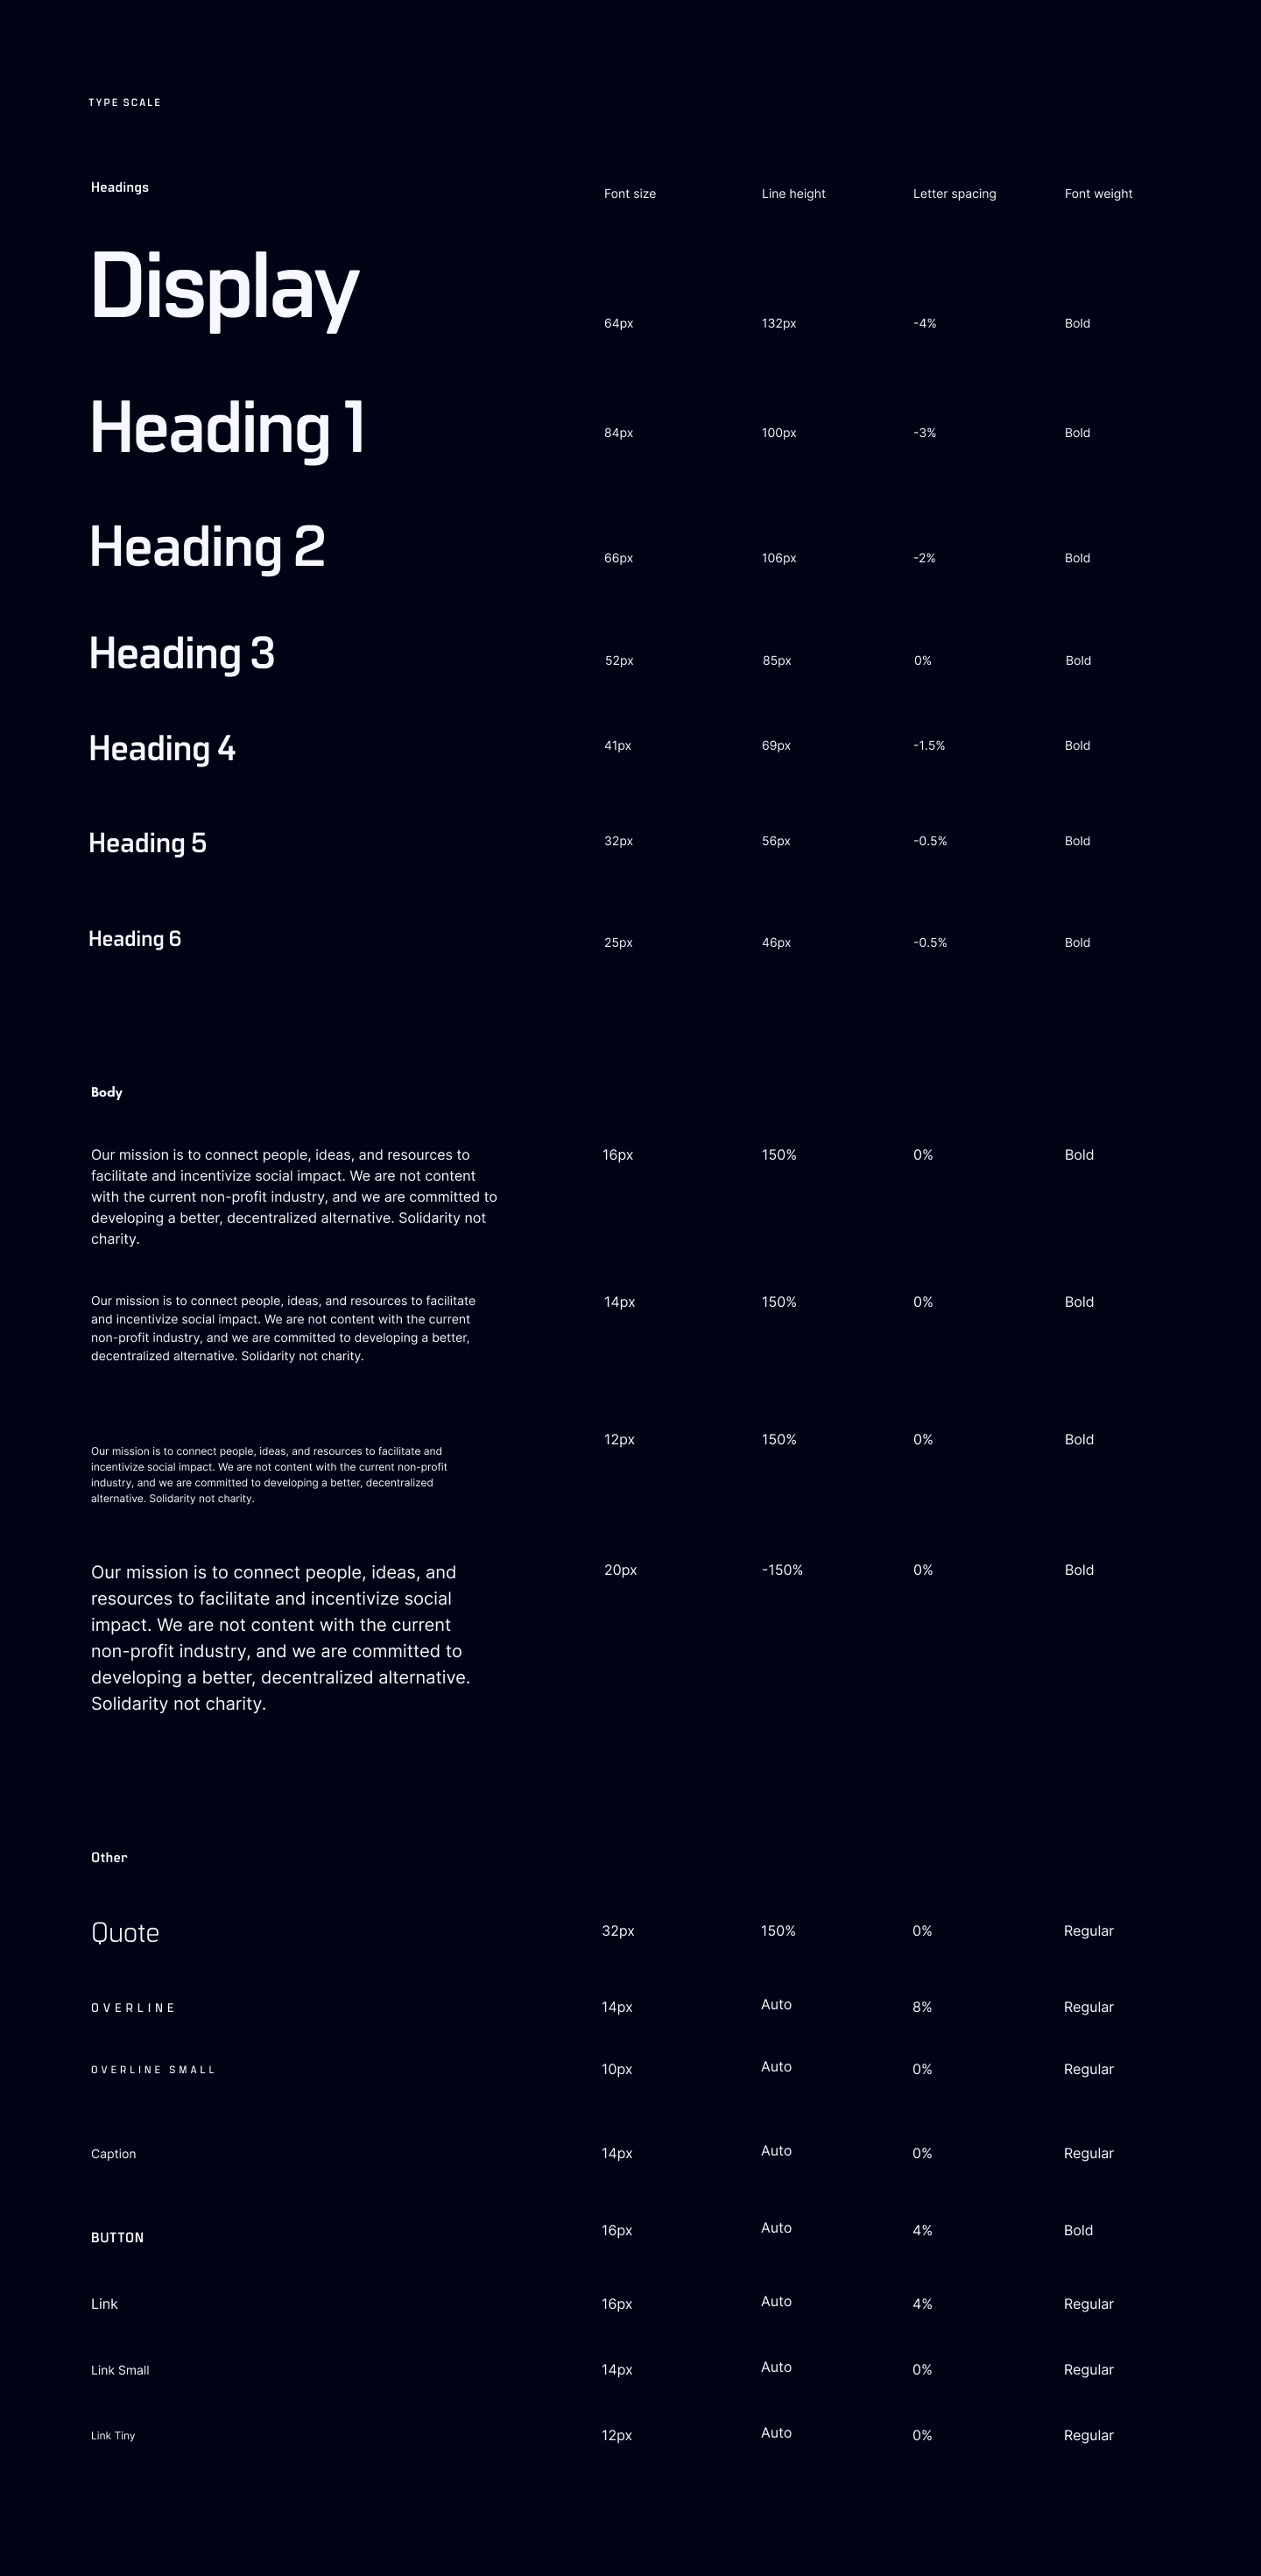 TYPE SCALE
Headings Font size Line height Letter spacing Font weight
Display 64px 132px -4% Bold
Heading 1 84px 100px -3% Bold
Heading 2 66px 106px -2% Bold
Heading 3 52px 85px 0% Bold
Heading 4 41px 69px -1.5% Bold
Heading 5 32px 56px -0.5% Bold
Heading 6 25px 46px -0.5% Bold
Body
Our mission is to connect people, ideas, and resources to 16px 150% 0% Bold
facilitate and incentivize social impact. We are not content
with the current non-profit industry, and we are committed to
developing a better, decentralized alternative. Solidarity not
charity.
Our mission is to connect people, ideas, and resources to facilitate 14px 150% 0% Bold
and incentivize social impact. We are not content with the current
non-profit industry, and we are committed to developing a better,
decentralized alternative. Solidarity not charity.
12px 150% 0% Bold
Our mission is to connect people, ideas, and resources to facilitate and
incentivize social impact. We are not content with the current non-profit
industry, and we are committed to developing a better, decentralized
alternative. Solidarity not charity.
Our mission is to connect people, ideas, and 20px -150% 0% Bold
resources to facilitate and incentivize social
impact. We are not content with the current
non-profit industry, and we are committed to
developing a better, decentralized alternative.
Solidarity not charity.
Other
Quote 32px 150% 0% Regular
OVERLINE 14px Auto 8% Regular
OVERLINE SMALL 10px Auto 0% Regular
Caption 14px Auto 0% Regular
BUTTON 16px Auto 4% Bold
Link 16px Auto 4% Regular
Link Small 14px Auto 0% Regular
Link Tiny 12px Auto 0% Regular